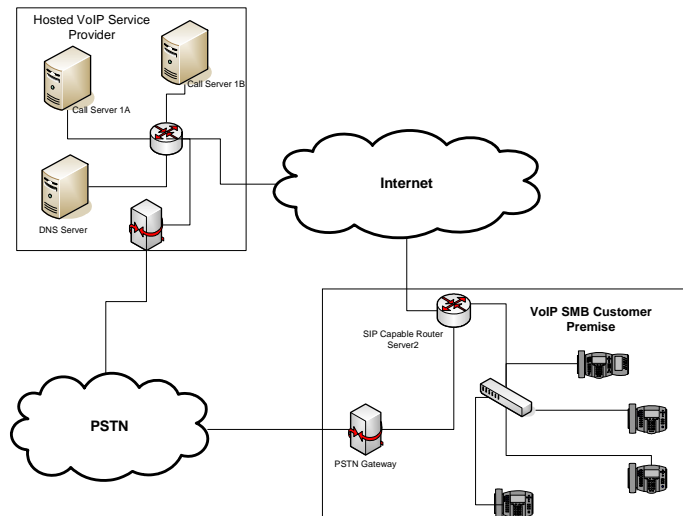 Hosted VoIP Service
Provider
Call Server 1B
Call Server 1A
DNS Server
Internet
SIP Capable Router
Server2
VoIP SMB Customer
Premise
PSTN
PSTN Gateway